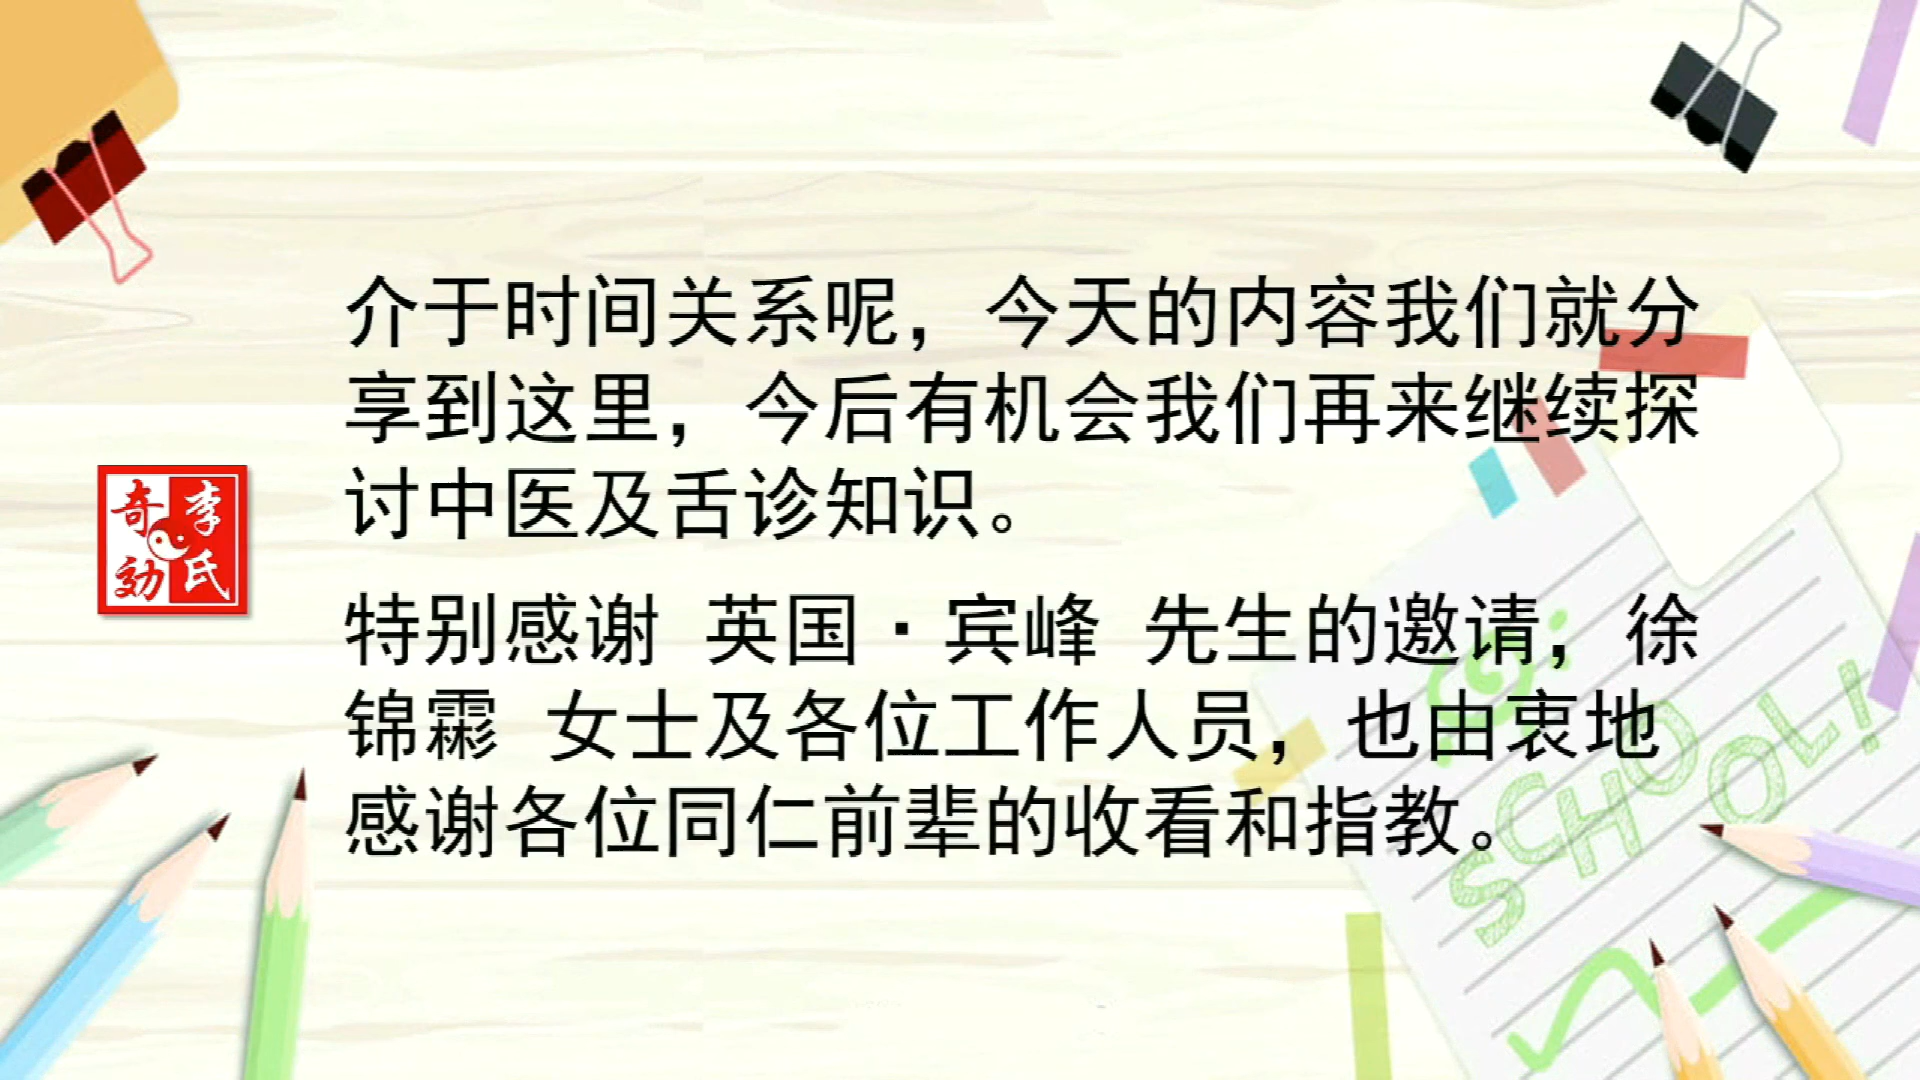 介于时间关系呢，今天的内容我们就分
享到这里，今后有机会我们再来继续探
讨中医及舌诊知识。
李氏
奇効
特别感谢 英国·宾峰 先生的邀请，徐
锦霖 女士及各位工作人员，也由衷地
感谢各位同仁前辈的收看和指教。
SCHOOL!